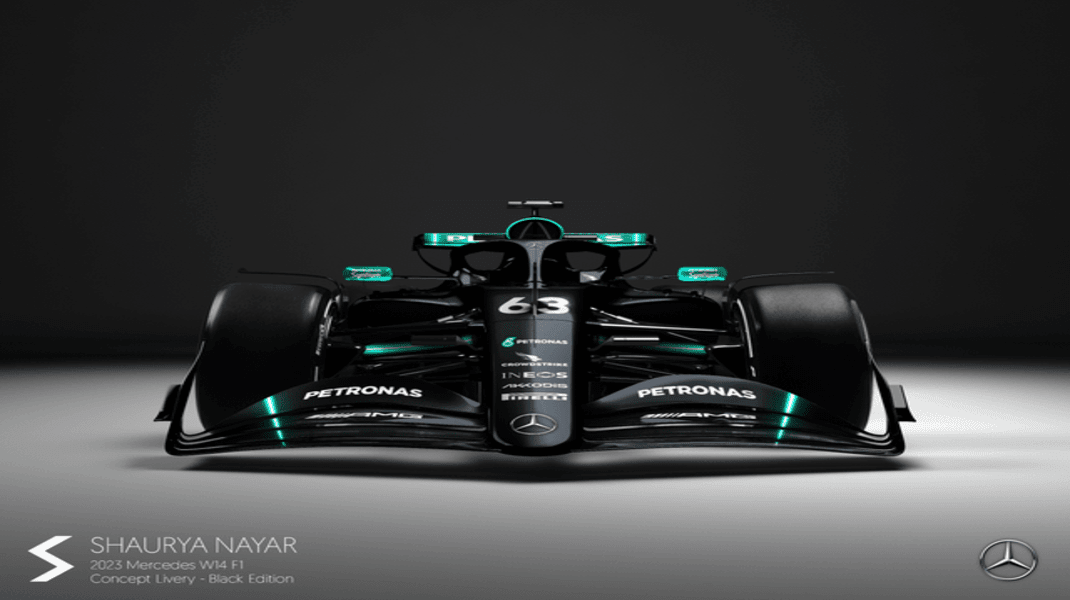 63
PETRONAS
CROWDSTRIKE
INEOS
AKKODIS
PIRELLI
PETRONAS
PETRONAS
AMG
AMG
SHAURYA NAYAR
2023 Mercedes W14 F1
Concept Livery - Black Edition